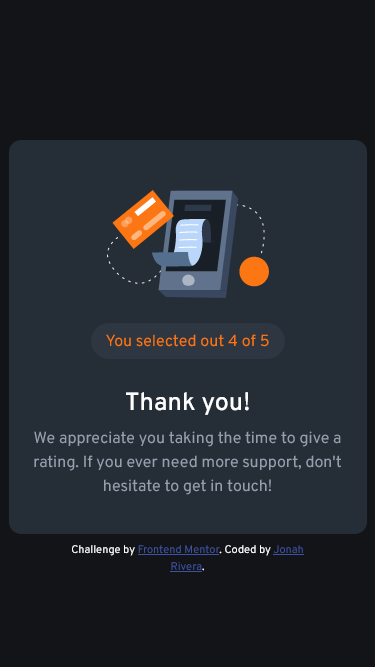 You selected out 4 of 5
Thank you!
We appreciate you taking the time to give a
rating. If you ever need more support, don't
hesitate to get in touch!
Challenge by Frontend Mentor. Coded by Jonah
Rivera.